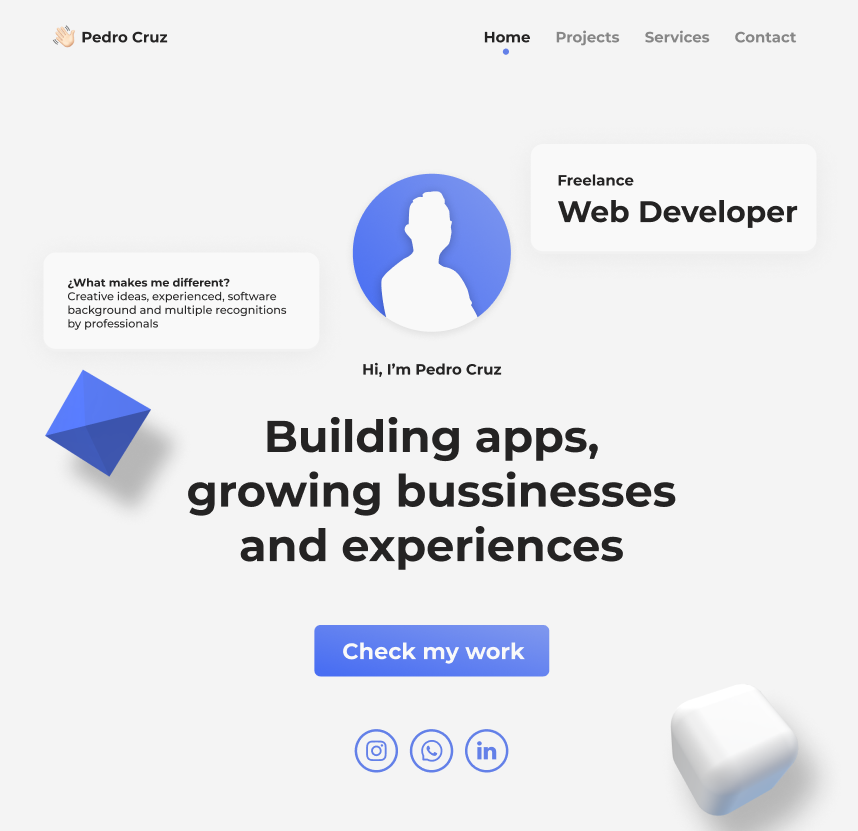 Pedro Cruz
Home Projects Services Contact
Freelance
Web Developer
¿What makes me different?
Creative ideas, experienced, software
background and multiple recognitions
by professionals
Hi, I’m Pedro Cruz
Building apps,
growing bussinesses
and experiences
Check my work
in